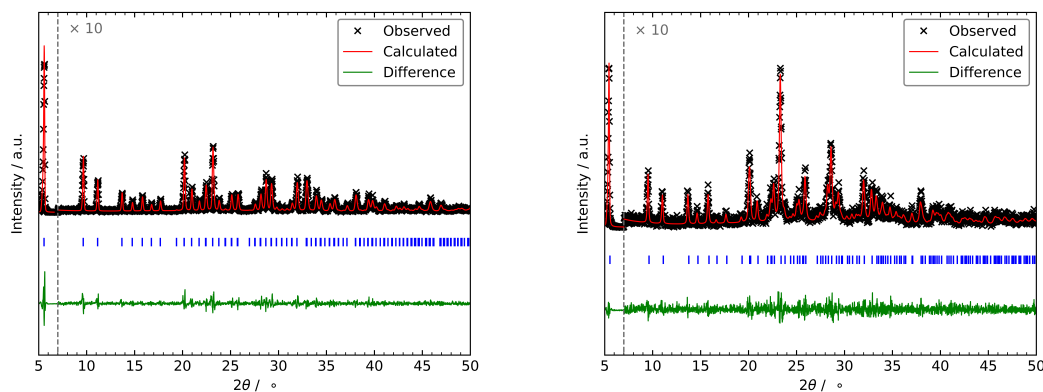 × 10
Observed
Calculated
Difference
Intensity / a.u.
5 10 15 20 25 30 35 40 45 50
2θ / °
× 10
Observed
Calculated
Difference
Intensity / a.u.
5 10 15 20 25 30 35 40 45 50
2θ / °